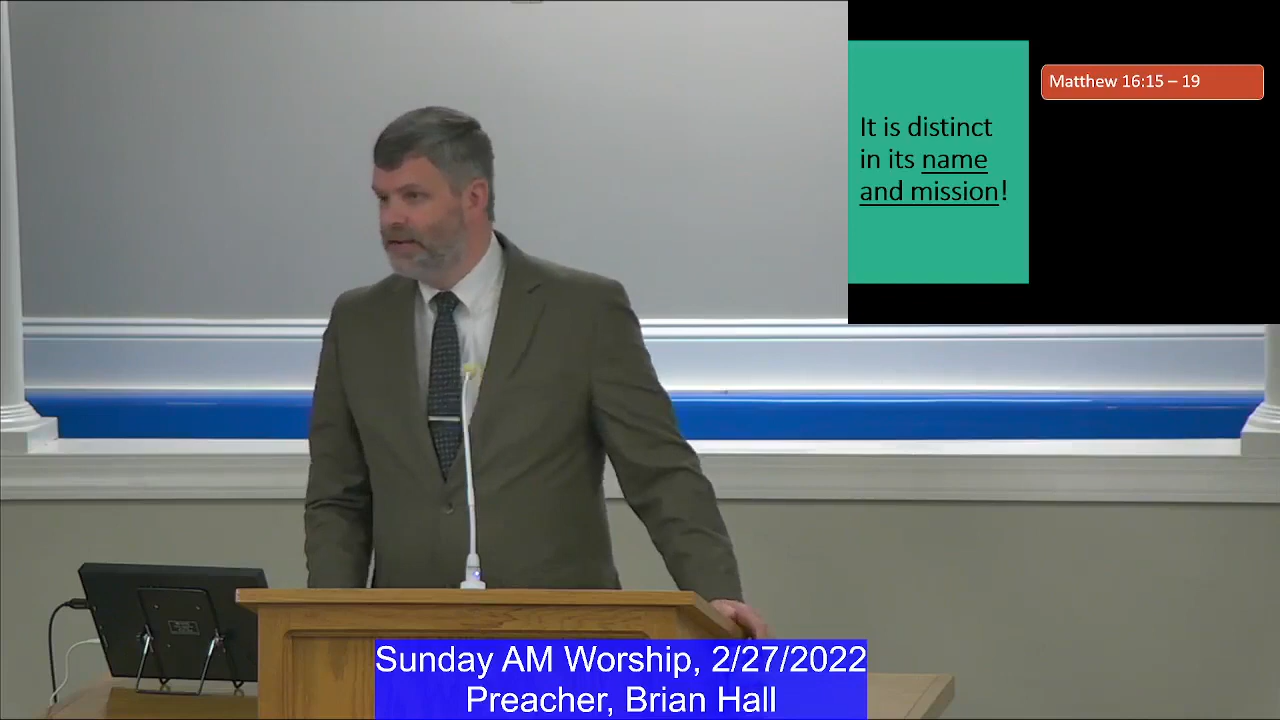 It is distinct
in its name
and mission!
Matthew 16:15 – 19
Sunday AM Worship, 2/27/2022
Preacher, Brian Hall